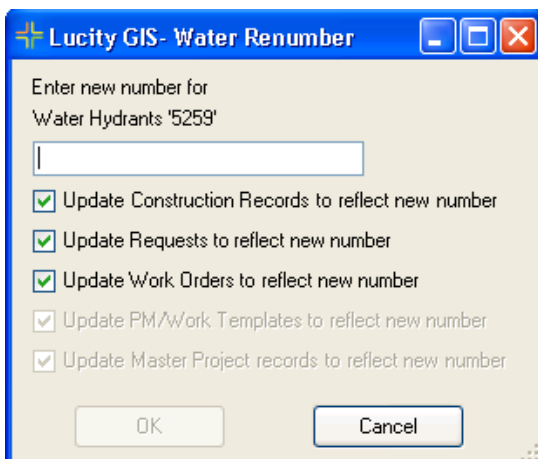 Lucity GIS- Water Renumber
Enter new number for
Water Hydrants '5259'
Update Construction Records to reflect new number
Update Requests to reflect new number
Update Work Orders to reflect new number
Update PM/Work Templates to reflect new number
Update Master Project records to reflect new number
OK Cancel